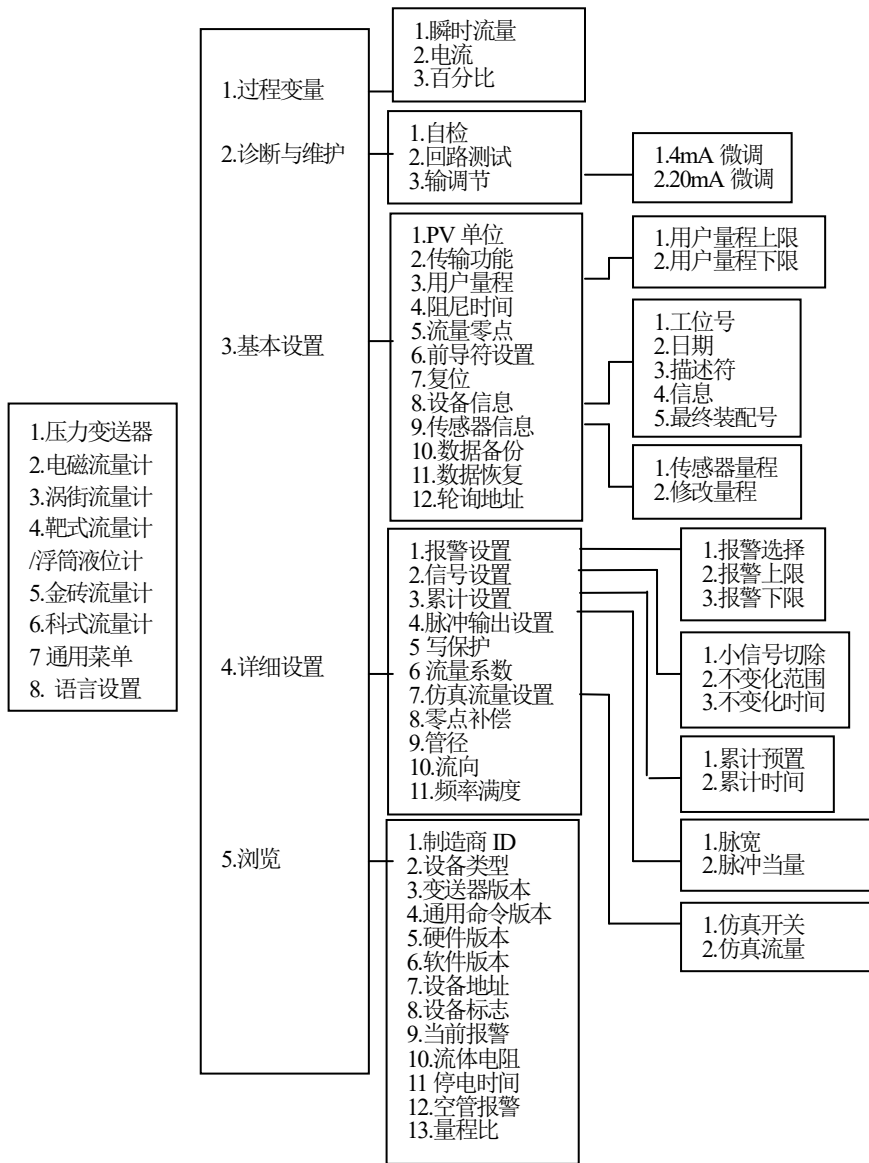 1.压力变送器
2.电磁流量计
3.涡街流量计
4.靶式流量计
/浮筒液位计
5.金砖流量计
6.科式流量计
7 通用菜单
8. 语言设置
1.过程变量
2.诊断与维护
3.基本设置
4.详细设置
5.浏览
1.瞬时流量
2.电流
3.百分比
1.自检
2.回路测试
3.输调节
1.4mA 微调
2.20mA 微调
1.PV 单位
2.传输功能
3.用户量程
4.阻尼时间
5.流量零点
6.前导符设置
7.复位
8.设备信息
9.传感器信息
10.数据备份
11.数据恢复
12.轮询地址
1.用户量程上限
2.用户量程下限
1.工位号
2.日期
3.描述符
4.信息
5.最终装配号
1.传感器量程
2.修改量程
1.报警设置
2.信号设置
3.累计设置
4.脉冲输出设置
5 写保护
6 流量系数
7.仿真流量设置
8.零点补偿
9.管径
10.流向
11.频率满度
1.报警选择
2.报警上限
3.报警下限
1.小信号切除
2.不变化范围
3.不变化时间
1.累计预置
2.累计时间
1.脉宽
2.脉冲当量
1.仿真开关
2.仿真流量
1.制造商 ID
2.设备类型
3.变送器版本
4.通用命令版本
5.硬件版本
6.软件版本
7.设备地址
8.设备标志
9.当前报警
10.流体电阻
11 停电时间
12.空管报警
13.量程比